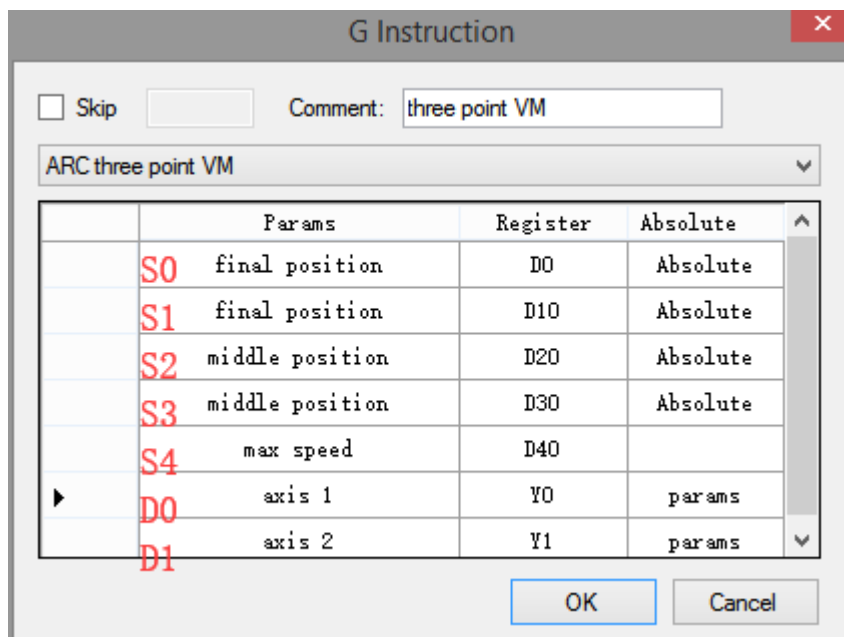 G Instruction
Skip Comment: three point VM
ARC three point VM
Params Register Absolute
S0 final position D0 Absolute
S1 final position D10 Absolute
S2 middle position D20 Absolute
S3 middle position D30 Absolute
S4 max speed D40
D0 axis 1 Y0 params
D1 axis 2 Y1 params
OK Cancel